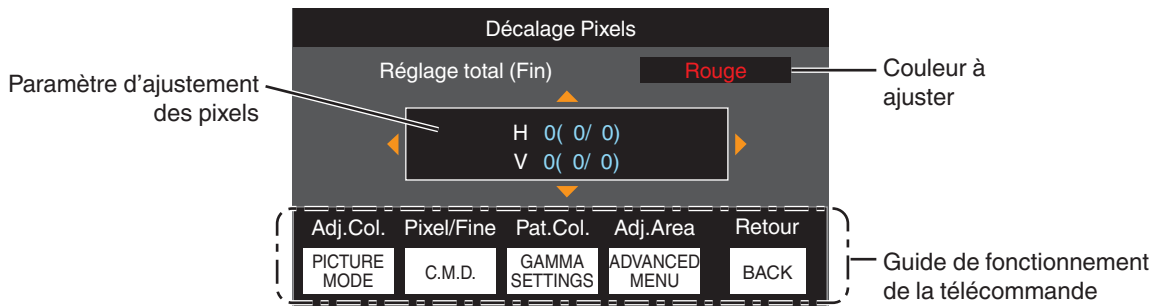 Décalage Pixels
Réglage total (Fin)
Rouge
Paramètre d'ajustement
des pixels
Couleur à
ajuster
H 0( 0/ 0)
V 0( 0/ 0)
Adj.Col. Pixel/Fine Pat.Col. Adj.Area Retour
PICTURE
MODE
C.M.D.
GAMMA
SETTINGS
ADVANCED
MENU
BACK
Guide de fonctionnement
de la télécommande